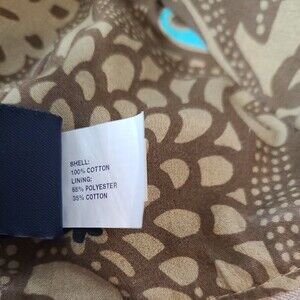 SHELL:
100% COTTON
LINING:
65% POLYESTER
35% COTTON